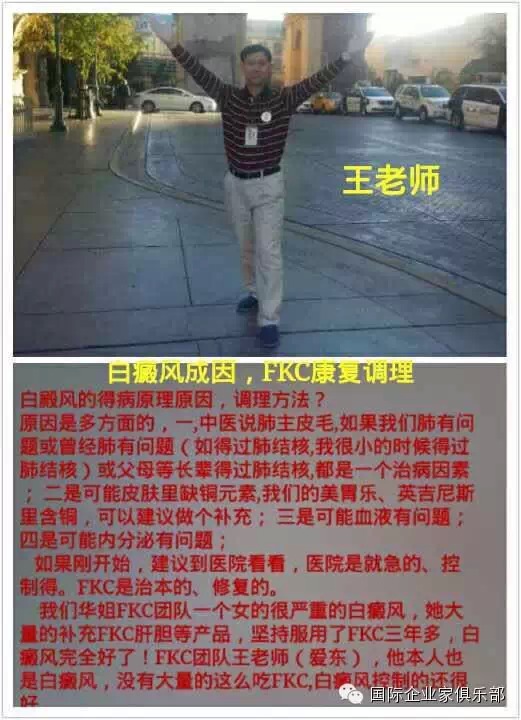 王老师
白癜风成因，FKC康复调理
白殿风的得病原理原因，调理方法？
原因是多方面的，一,中医说肺主皮毛,如果我们肺有问
题或曾经肺有问题（如得过肺结核,我很小的时候得过
肺结核）或父母等长辈得过肺结核,都是一个治病因素
；二是可能皮肤里缺铜元素,我们的美胃乐、英吉尼斯
里含铜，可以建议做个补充；三是可能血液有问题；
四是可能内分泌有问题；
如果刚开始，建议到医院看看，医院是就急的、控
制得。FKC是治本的、修复的。
我们华姐FKC团队一个女的很严重的白癜风，她大
量的补充FKC肝胆等产品，坚持服用了FKC三年多，白
癜风完全好了！FKC团队王老师（爱东），他本人也
是白癜风，没有大量的这么吃FKC,白癜风控制的还很
好
国际企业家俱乐部